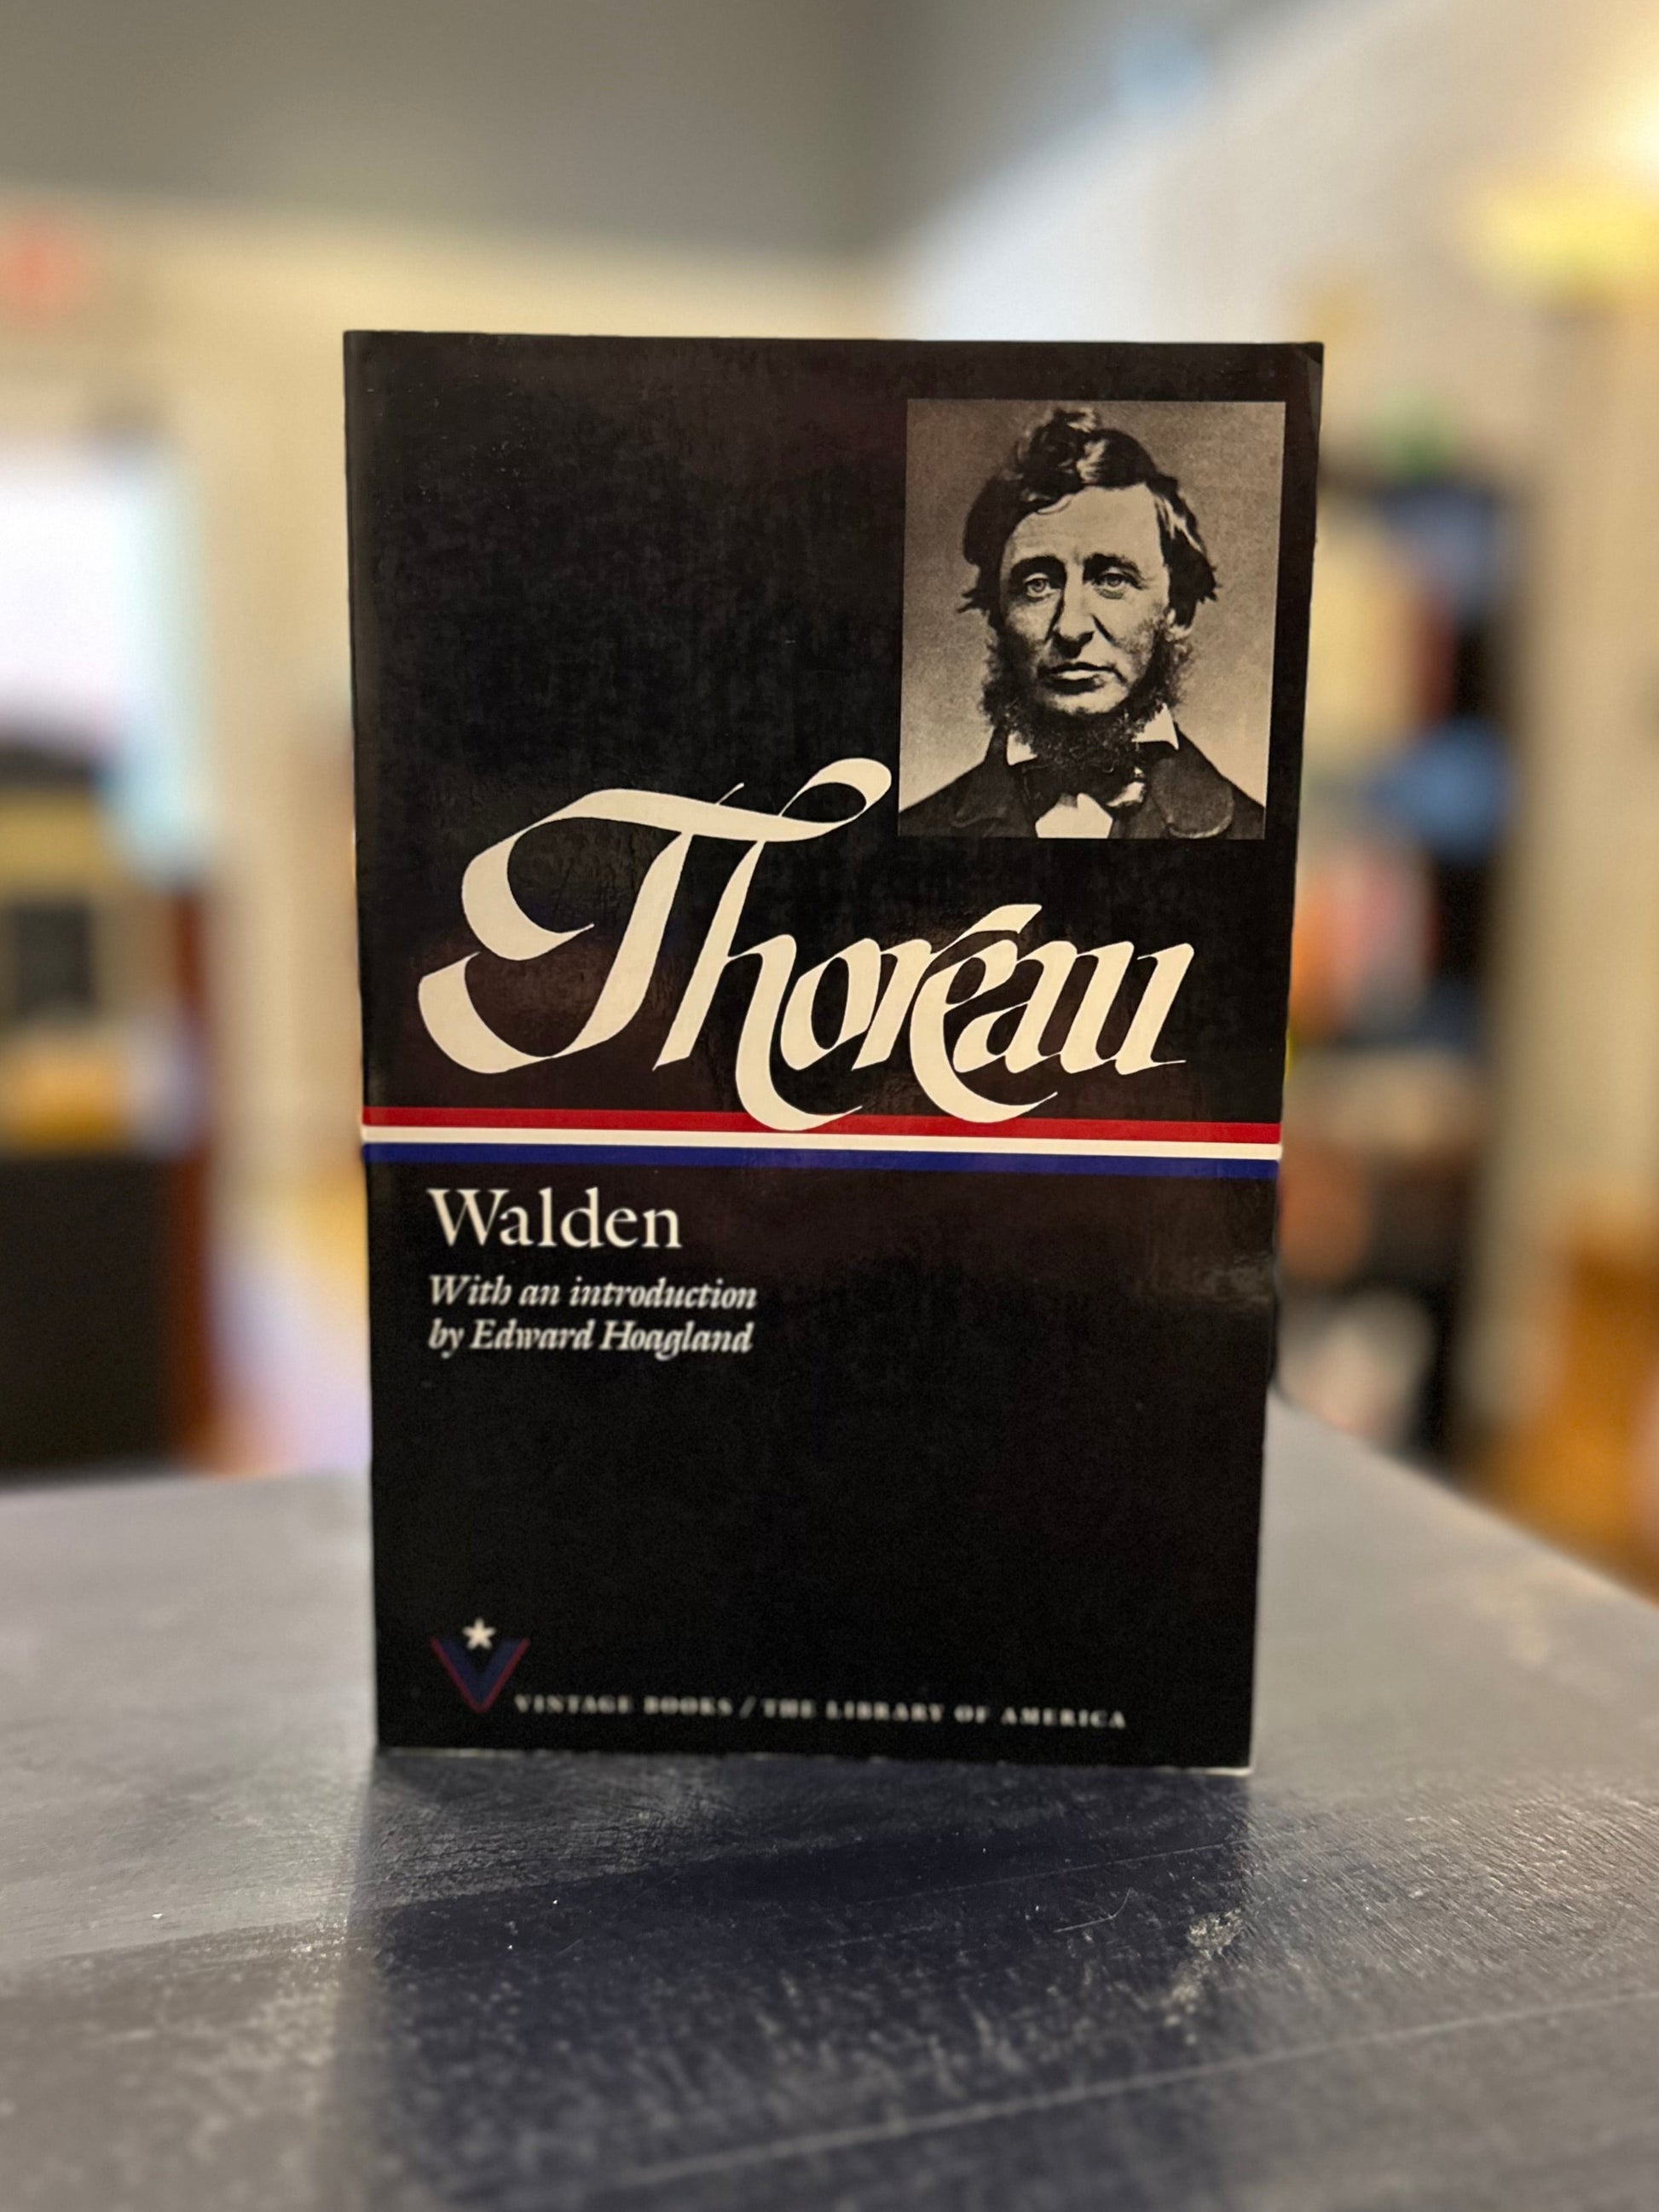 Thoreau
Walden
With an introduction
by Edward Hoagland
VINTAGE BOOKS / THE LIBRARY OF AMERICA